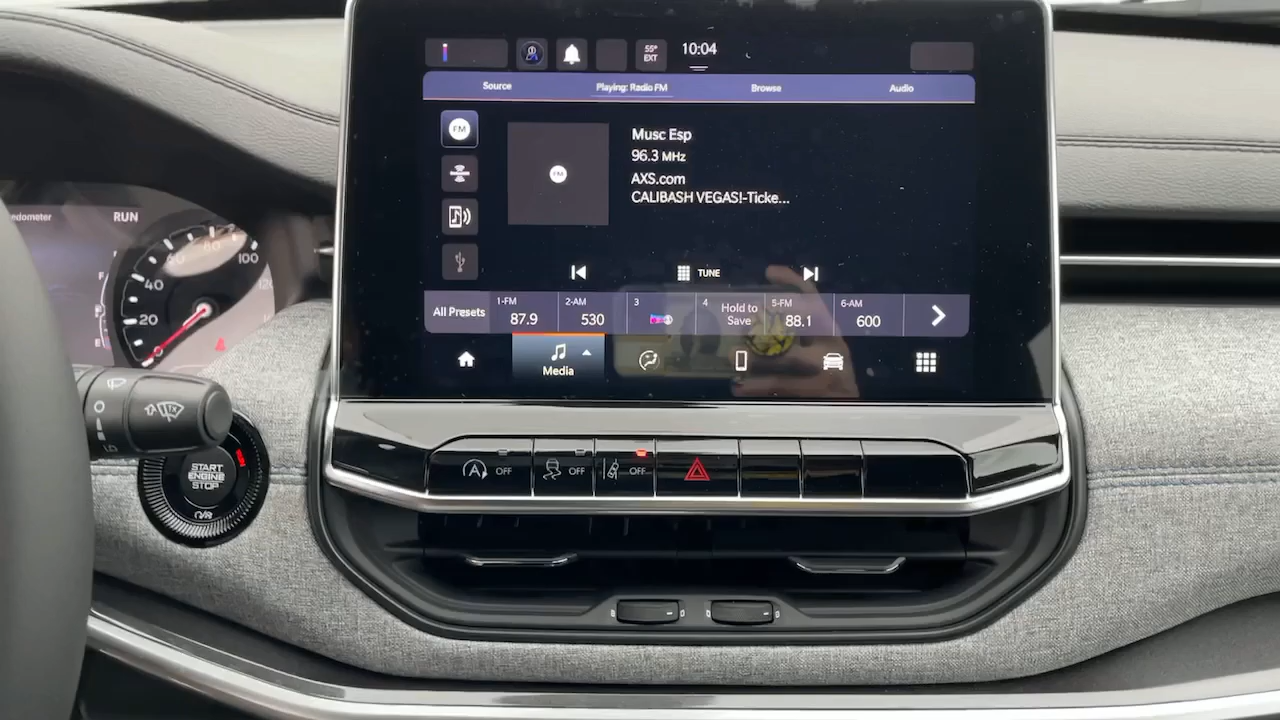 55°
EXT
10:04
Source
Playing: Radio FM
Browse
Audio
FM
FM
Musc Esp
96.3 MHz
AXS.com
CALIBASH VEGAS!-Ticke...
TUNE
All Presets
1-FM
87.9
2-AM
530
3
4
Hold to
Save
5-FM
88.1
6-AM
600
Media
edometer
RUN
20
40
60
80
100
F
E
OFF
OFF
OFF
START
ENGINE
STOP